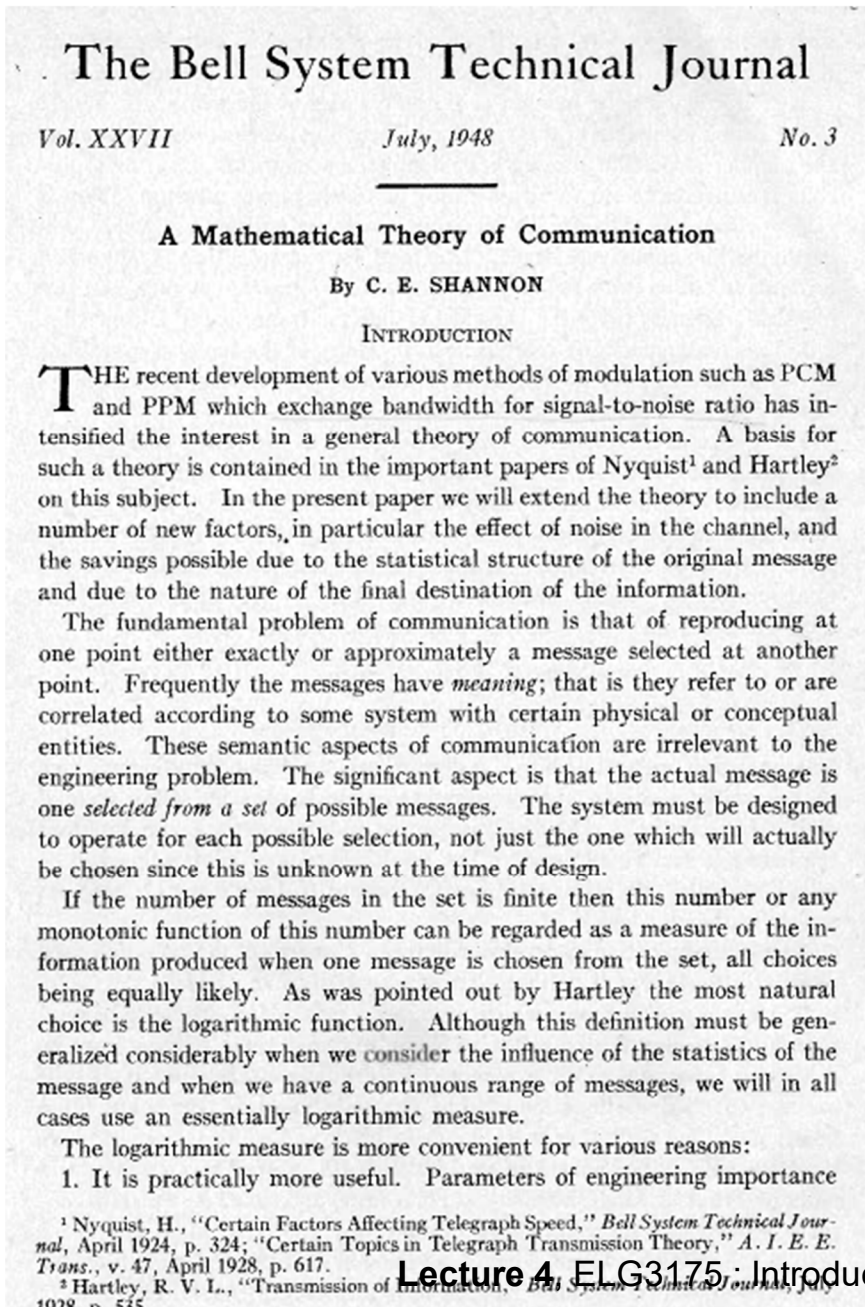 The Bell System Technical Journal
Vol. XXVII July, 1948 No. 3
A Mathematical Theory of Communication
By C. E. SHANNON
INTRODUCTION
THE recent development of various methods of modulation such as PCM
and PPM which exchange bandwidth for signal-to-noise ratio has in-
tensified the interest in a general theory of communication. A basis for
such a theory is contained in the important papers of Nyquist¹ and Hartley²
on this subject. In the present paper we will extend the theory to include a
number of new factors, in particular the effect of noise in the channel, and
the savings possible due to the statistical structure of the original message
and due to the nature of the final destination of the information.
The fundamental problem of communication is that of reproducing at
one point either exactly or approximately a message selected at another
point. Frequently the messages have meaning; that is they refer to or are
correlated according to some system with certain physical or conceptual
entities. These semantic aspects of communication are irrelevant to the
engineering problem. The significant aspect is that the actual message is
one selected from a set of possible messages. The system must be designed
to operate for each possible selection, not just the one which will actually
be chosen since this is unknown at the time of design.
If the number of messages in the set is finite then this number or any
monotonic function of this number can be regarded as a measure of the in-
formation produced when one message is chosen from the set, all choices
being equally likely. As was pointed out by Hartley the most natural
choice is the logarithmic function. Although this definition must be gen-
eralized considerably when we consider the influence of the statistics of the
message and when we have a continuous range of messages, we will in all
cases use an essentially logarithmic measure.
The logarithmic measure is more convenient for various reasons:
1. It is practically more useful. Parameters of engineering importance
¹ Nyquist, H., "Certain Factors Affecting Telegraph Speed," Bell System Technical Jour-
nal, April 1924, p. 324; "Certain Topics in Telegraph Transmission Theory," A. I. E. E.
Trans., v. 47, April 1928, p. 617.
² Hartley, R. V. L., "Transmission of Information," Bell System Technical Journal, July
1928, p. 535.
Lecture 4 ELG3175 : Introduc